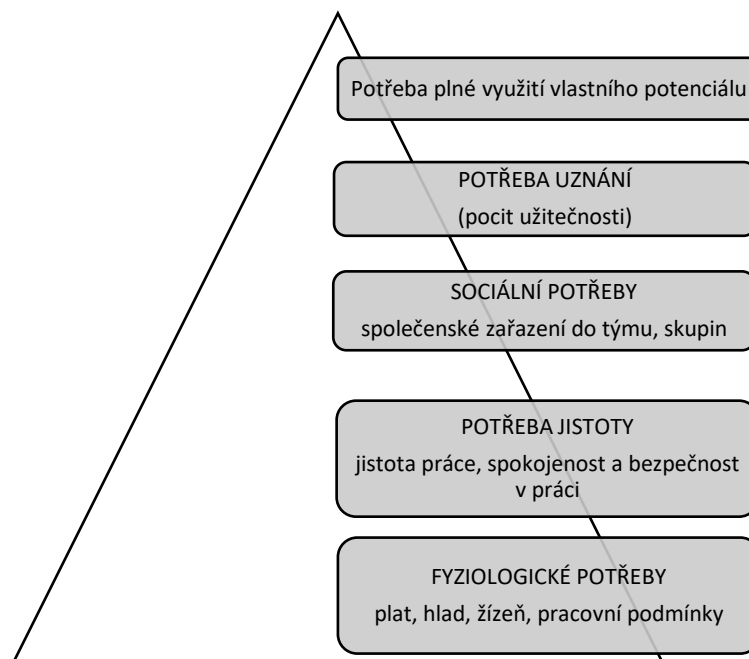 Potřeba plné využití vlastního potenciálu
POTŘEBA UZNÁNÍ
(pocit užitečnosti)
SOCIÁLNÍ POTŘEBY
společenské zařazení do týmu, skupin
POTŘEBA JISTOTY
jistota práce, spokojenost a bezpečnost
v práci
FYZIOLOGICKÉ POTŘEBY
plat, hlad, žízeň, pracovní podmínky